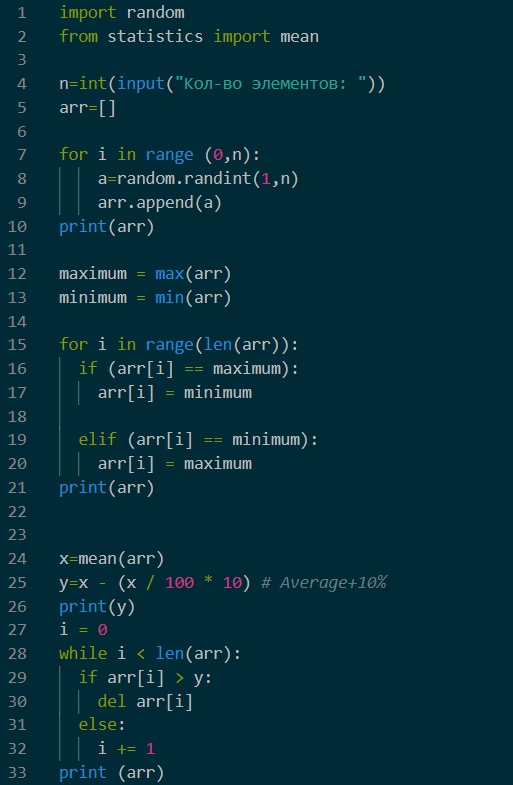 1 import random
2 from statistics import mean
3
4 n=int(input("Кол-во элементов: "))
5 arr=[]
6
7 for i in range (0,n):
8     a=random.randint(1,n)
9     arr.append(a)
10 print(arr)
11
12 maximum = max(arr)
13 minimum = min(arr)
14
15 for i in range(len(arr)):
16   if (arr[i] == maximum):
17     arr[i] = minimum
18
19   elif (arr[i] == minimum):
20     arr[i] = maximum
21 print(arr)
22
23
24 x=mean(arr)
25 y=x - (x / 100 * 10) # Average+10%
26 print(y)
27 i = 0
28 while i < len(arr):
29   if arr[i] > y:
30     del arr[i]
31   else:
32     i += 1
33 print (arr)